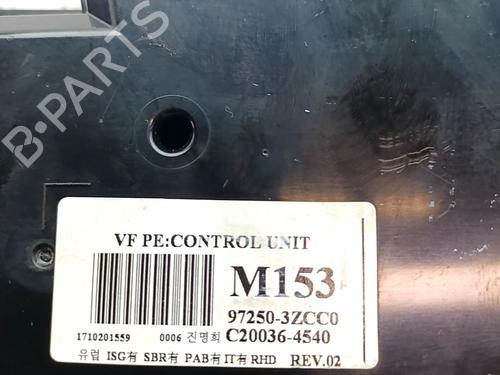 B-PARTS
VF PE:CONTROL UNIT
M153
97250-3ZCC0
1710201559 0006 진명희 C20036-4540
유럽 ISG有 SBR有 PAB有 IT有 RHD REV.02